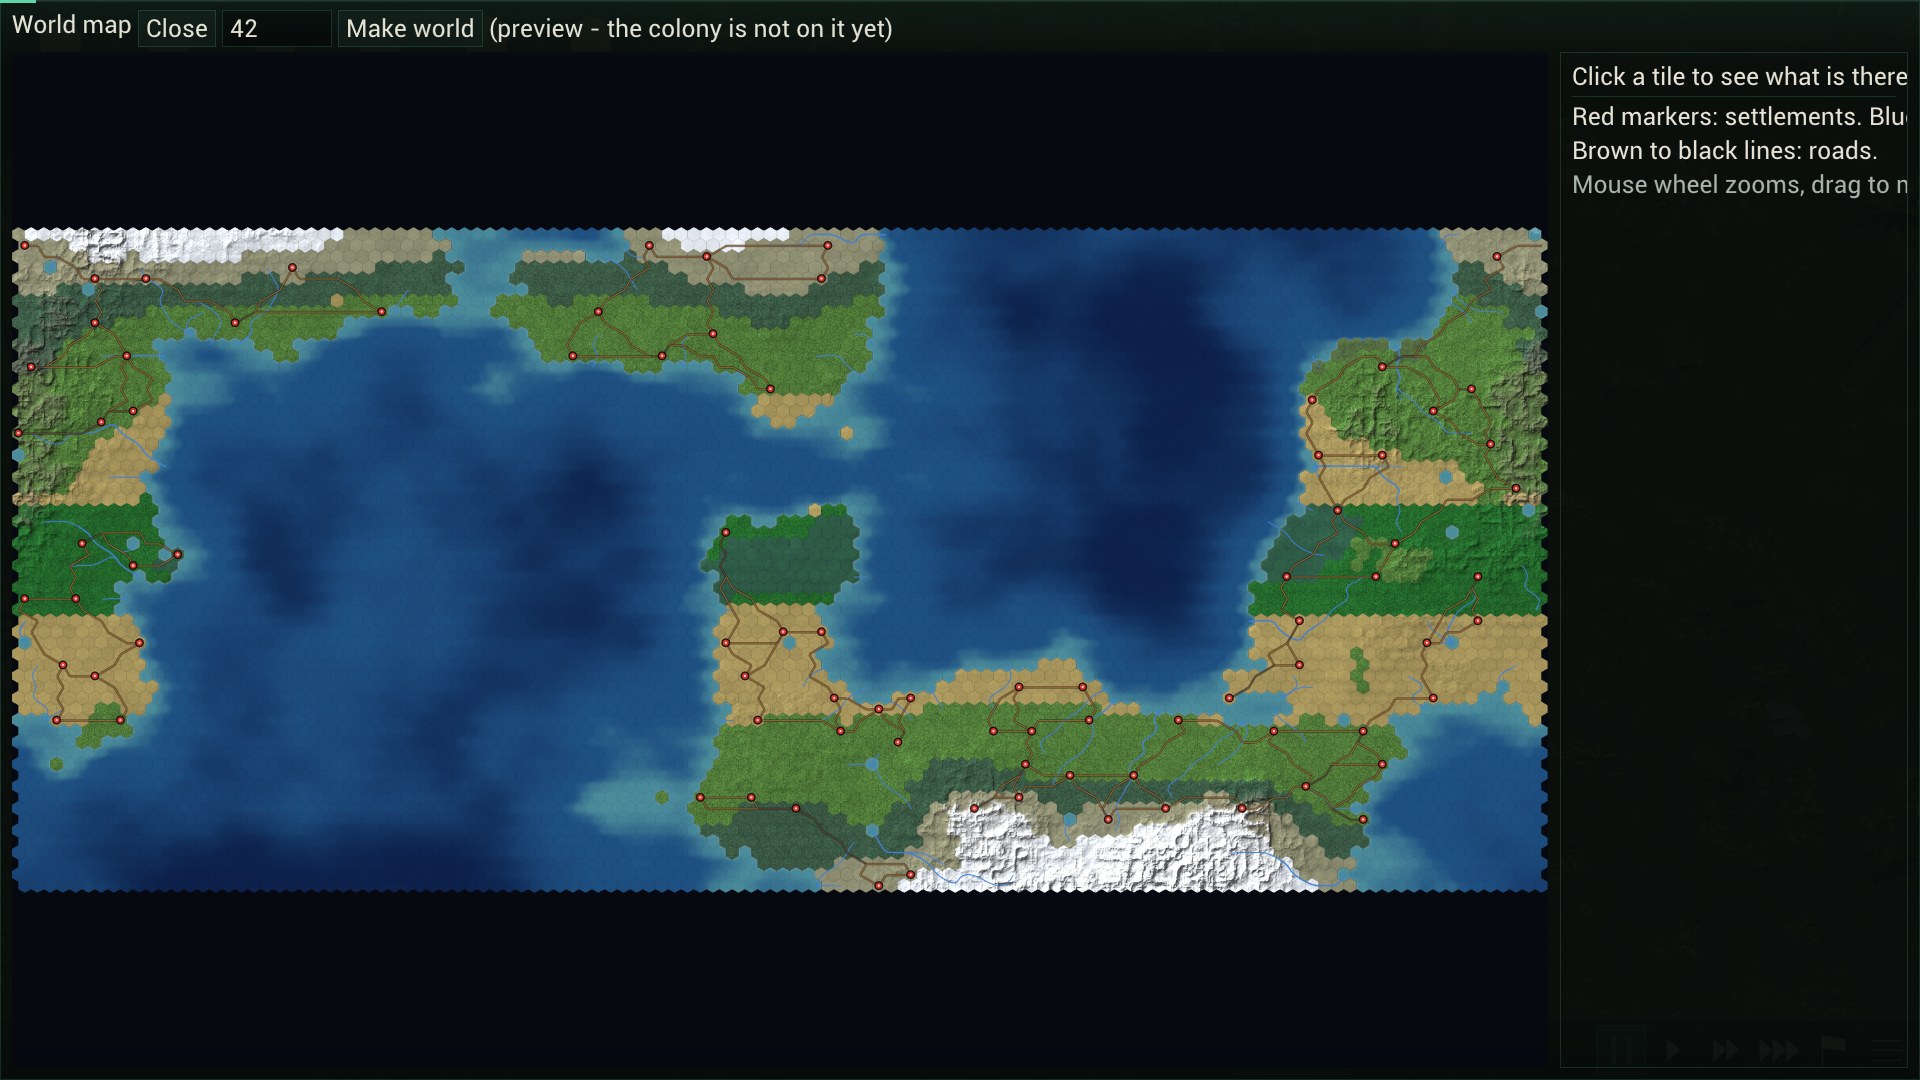 World map Close 42 Make world (preview - the colony is not on it yet)
Click a tile to see what is there
Red markers: settlements. Blu
Brown to black lines: roads.
Mouse wheel zooms, drag to